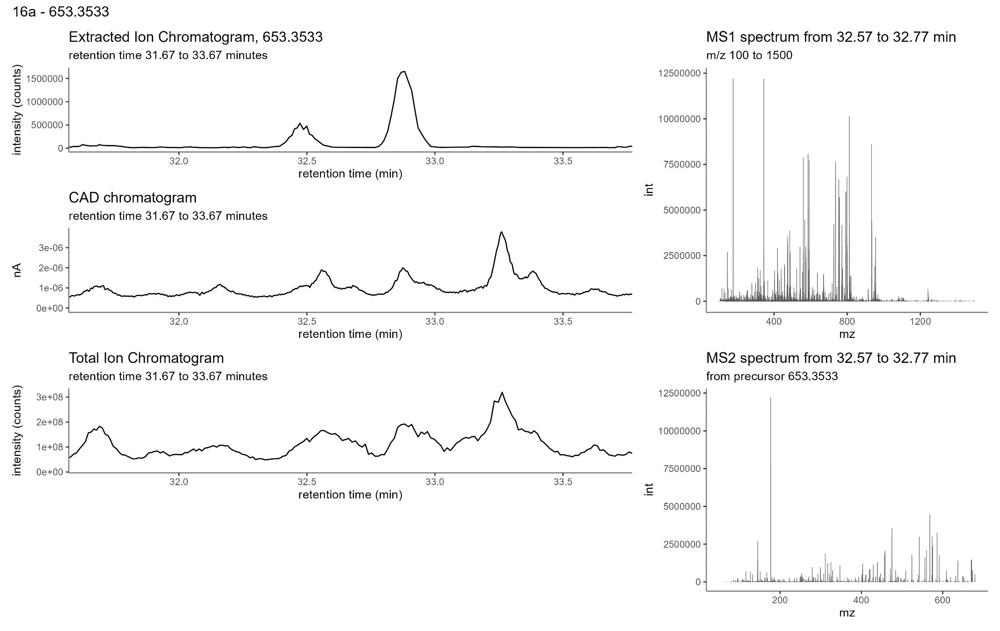 16a - 653.3533
Extracted Ion Chromatogram, 653.3533
retention time 31.67 to 33.67 minutes
intensity (counts)
1500000
1000000
500000
0
32.0
32.5
33.0
33.5
retention time (min)
CAD chromatogram
retention time 31.67 to 33.67 minutes
nA
3e-06
2e-06
1e-06
0e+00
32.0
32.5
33.0
33.5
retention time (min)
Total Ion Chromatogram
retention time 31.67 to 33.67 minutes
intensity (counts)
3e+08
2e+08
1e+08
0e+00
32.0
32.5
33.0
33.5
retention time (min)
MS1 spectrum from 32.57 to 32.77 min
m/z 100 to 1500
int
12500000
10000000
7500000
5000000
2500000
0
400
800
1200
mz
MS2 spectrum from 32.57 to 32.77 min
from precursor 653.3533
int
12500000
10000000
7500000
5000000
2500000
0
200
400
600
mz